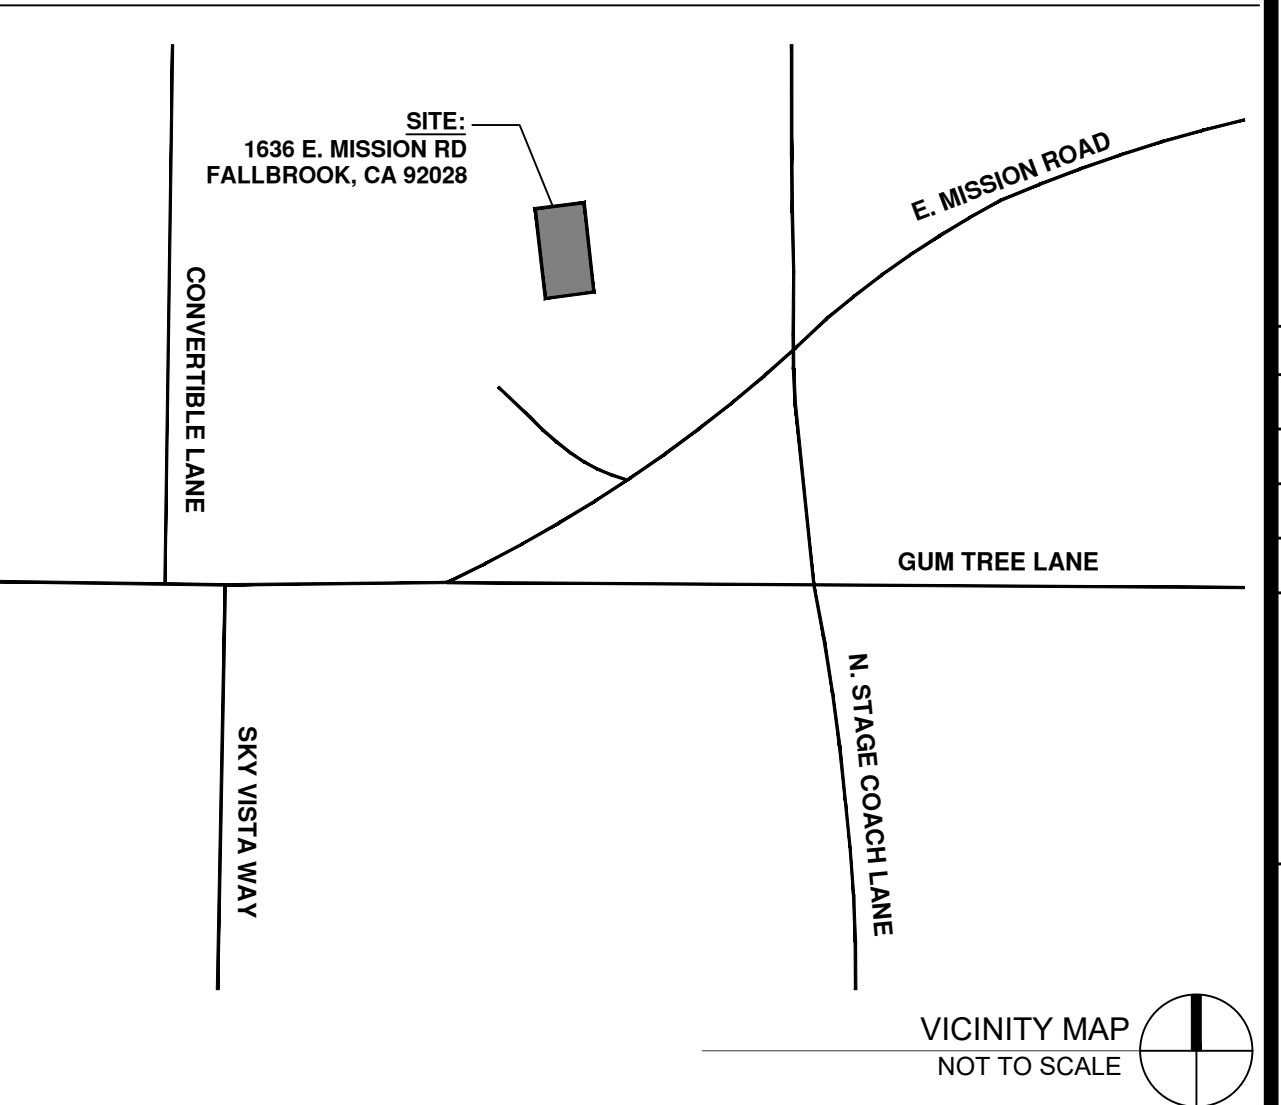 SITE:
1636 E. MISSION RD
FALLBROOK, CA 92028
E. MISSION ROAD
CONVERTIBLE LANE
GUM TREE LANE
N. STAGE COACH LANE
SKY VISTA WAY
VICINITY MAP
NOT TO SCALE